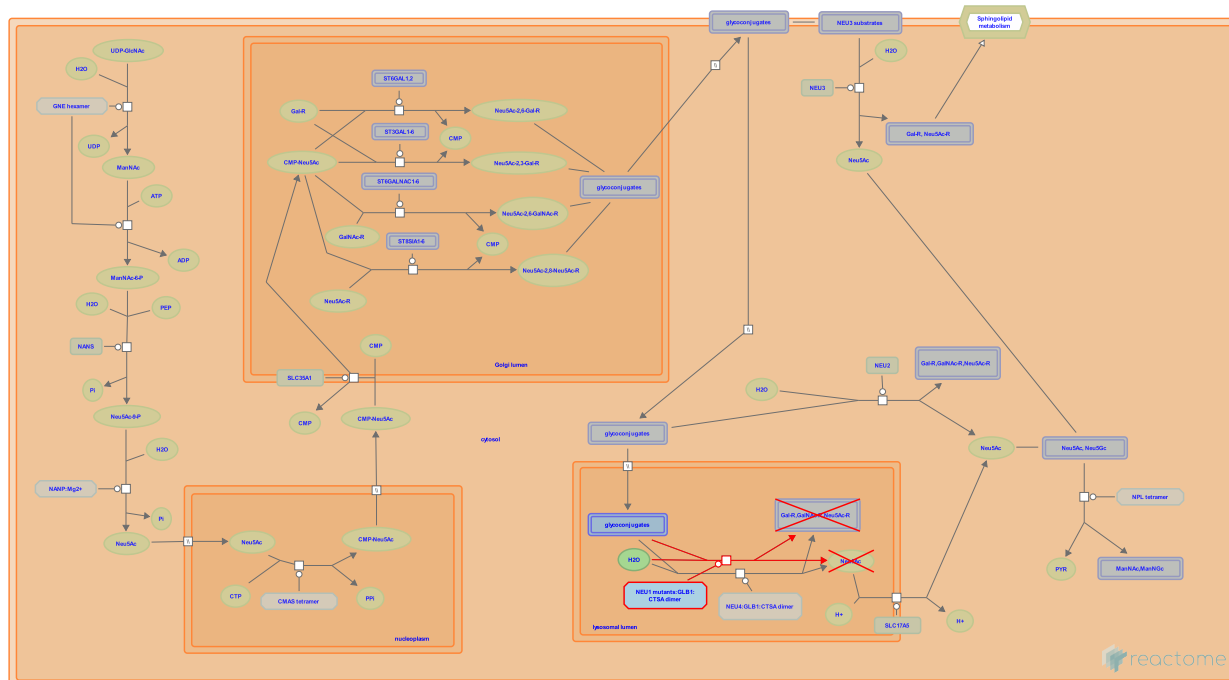 glycoconjugates
NEU3 substrates
Sphingolipid
metabolism
UDP-GlcNAc
H2O
H2O
ST6GAL1,2
NEU3
GNE hexamer
Gal-R
Neu5Ac-2,6-Gal-R
ST3GAL1-6
CMP
Gal-R, Neu5Ac-R
UDP
ManNAc
CMP-Neu5Ac
Neu5Ac-2,3-Gal-R
Neu5Ac
ST6GALNAC1-6
glycoconjugates
ATP
Neu5Ac-2,6-GalNAc-R
GalNAc-R
ST8SIA1-6
CMP
ADP
Neu5Ac-2,8-Neu5Ac-R
ManNAc-6-P
Neu5Ac-R
H2O
PEP
NANS
CMP
Golgi lumen
NEU2
Gal-R,GalNAc-R,Neu5Ac-R
SLC35A1
Pi
H2O
Neu5Ac-9-P
CMP
CMP-Neu5Ac
glycoconjugates
cytosol
H2O
Neu5Ac
Neu5Ac, Neu5Gc
NANP:Mg2+
NPL tetramer
Pi
Gal-R,GalNAc-R,Neu5Ac-R
glycoconjugates
Neu5Ac
Neu5Ac
CMP-Neu5Ac
H2O
Neu5Ac
PYR
ManNAc,ManNGc
CTP
CMAS tetramer
PPi
NEU1 mutants:GLB1:
CTSA dimer
NEU4:GLB1:CTSA dimer
H+
SLC17A5
H+
lysosomal lumen
nucleoplasm
reactome